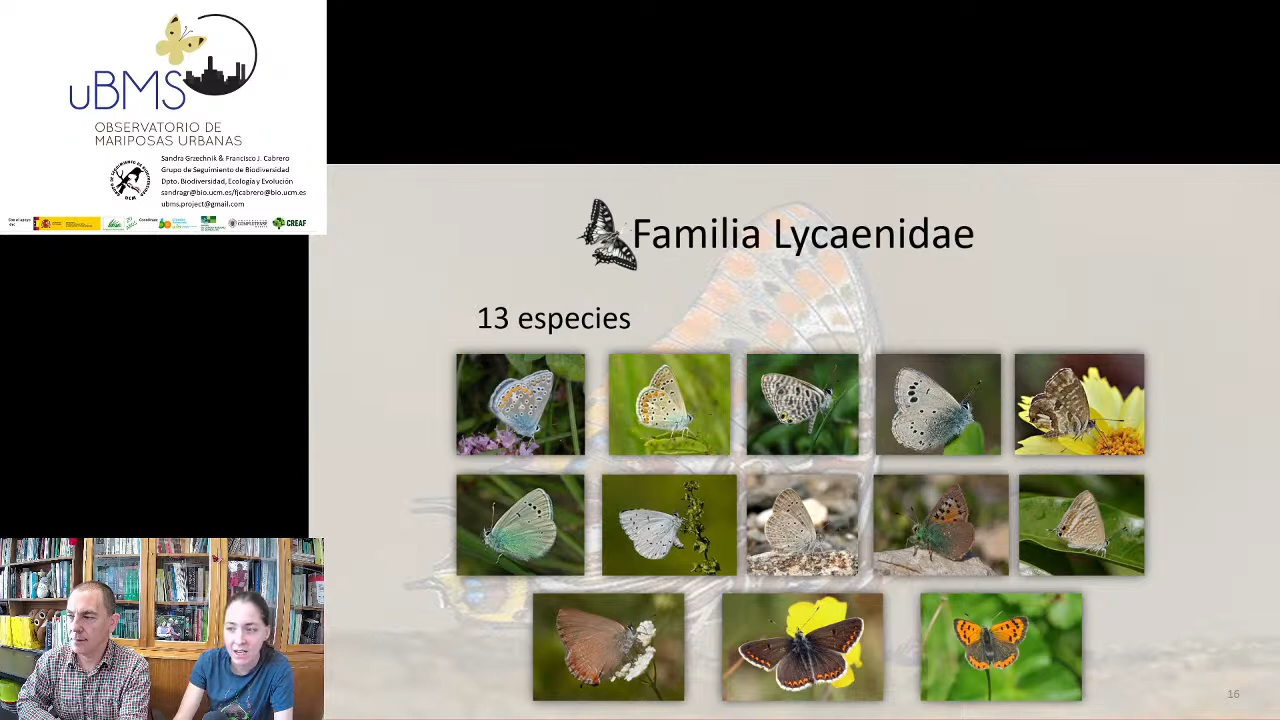 uBMS
OBSERVATORIO DE
MARIPOSAS URBANAS
Sandra Grzechnik & Francisco J. Cabrero
Grupo de Seguimiento de Biodiversidad
Dpto. Biodiversidad, Ecología y Evolución
sandragr@bio.ucm.es/fjcabrero@bio.ucm.es
ubms.project@gmail.com
CREAF
Familia Lycaenidae
13 especies
16